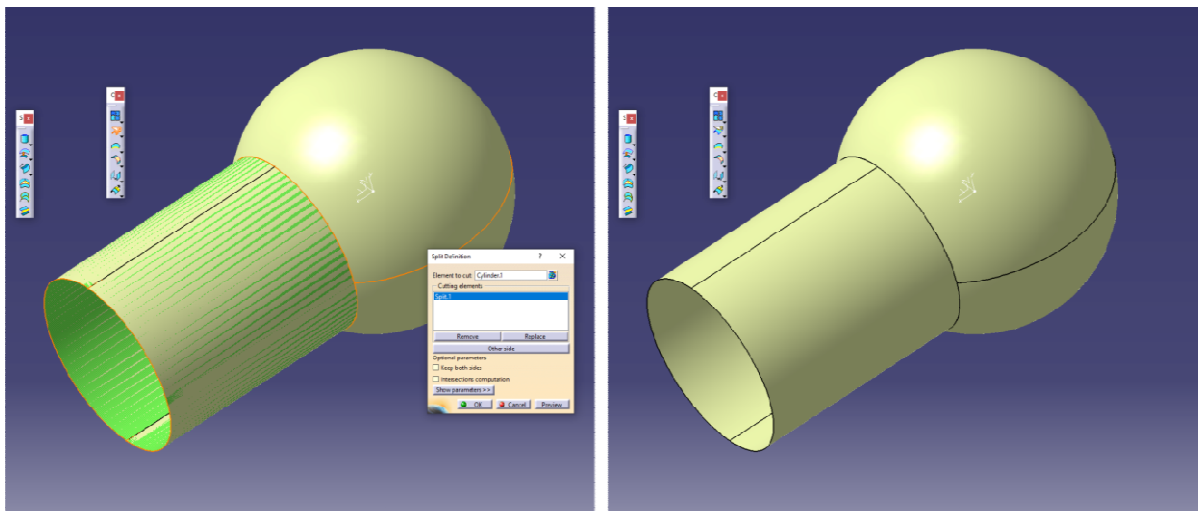 S
C
Split Definition ? ×
Element to cut: Cylinder.1
Cutting elements
Split.1
Remove Replace
Other side
Optional parameters
Keep both sides
Intersections computation
Show parameters >>
OK Cancel Preview
S
C